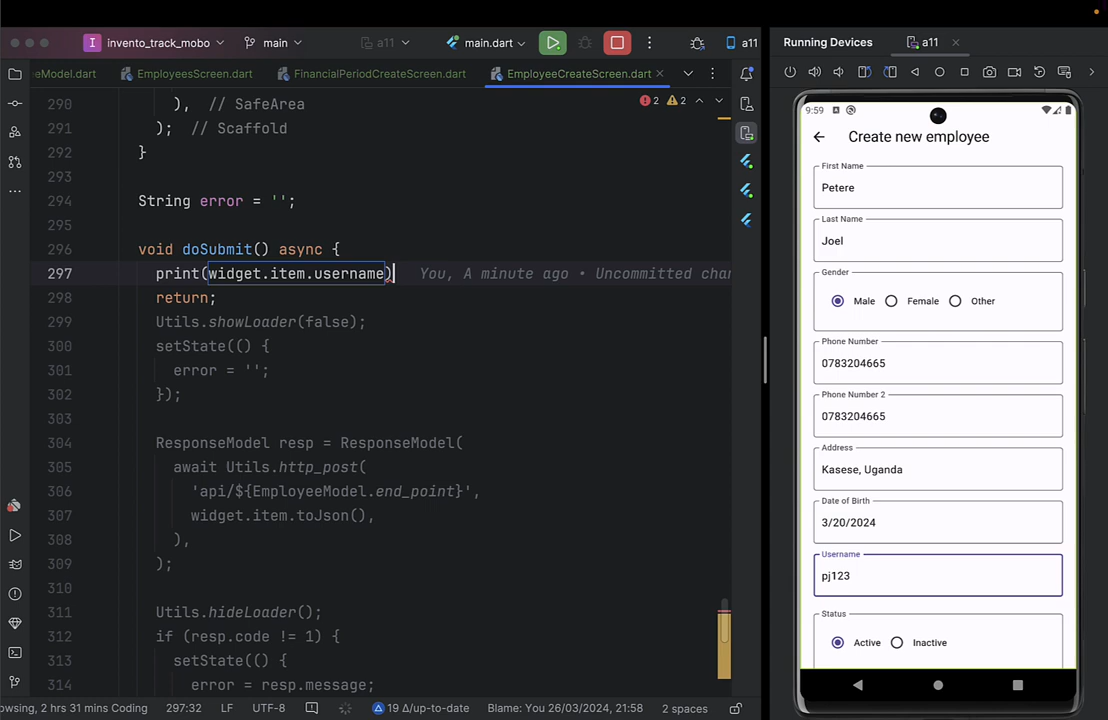 invento_track_mobo
main
a11
main.dart
a11
Running Devices
a11
eModel.dart
EmployeesScreen.dart
FinancialPeriodCreateScreen.dart
EmployeeCreateScreen.dart
2
2
290 ), // SafeArea
291 ); // Scaffold
292 }
293
294 String error = '';
295
296 void doSubmit() async {
297 print(widget.item.username) You, A minute ago • Uncommitted chan
298 return;
299 Utils.showLoader(false);
300 setState(() {
301 error = '';
302 });
303
304 ResponseModel resp = ResponseModel(
305 await Utils.http_post(
306 'api/${EmployeeModel.end_point}',
307 widget.item.toJson(),
308 ),
309 );
310
311 Utils.hideLoader();
312 if (resp.code != 1) {
313 setState(() {
314 error = resp.message;
owsing, 2 hrs 31 mins Coding
297:32
LF
UTF-8
19 Δ/up-to-date
Blame: You 26/03/2024, 21:58
2 spaces
9:59
Create new employee
First Name
Petere
Last Name
Joel
Gender
Male
Female
Other
Phone Number
0783204665
Phone Number 2
0783204665
Address
Kasese, Uganda
Date of Birth
3/20/2024
Username
pj123
Status
Active
Inactive